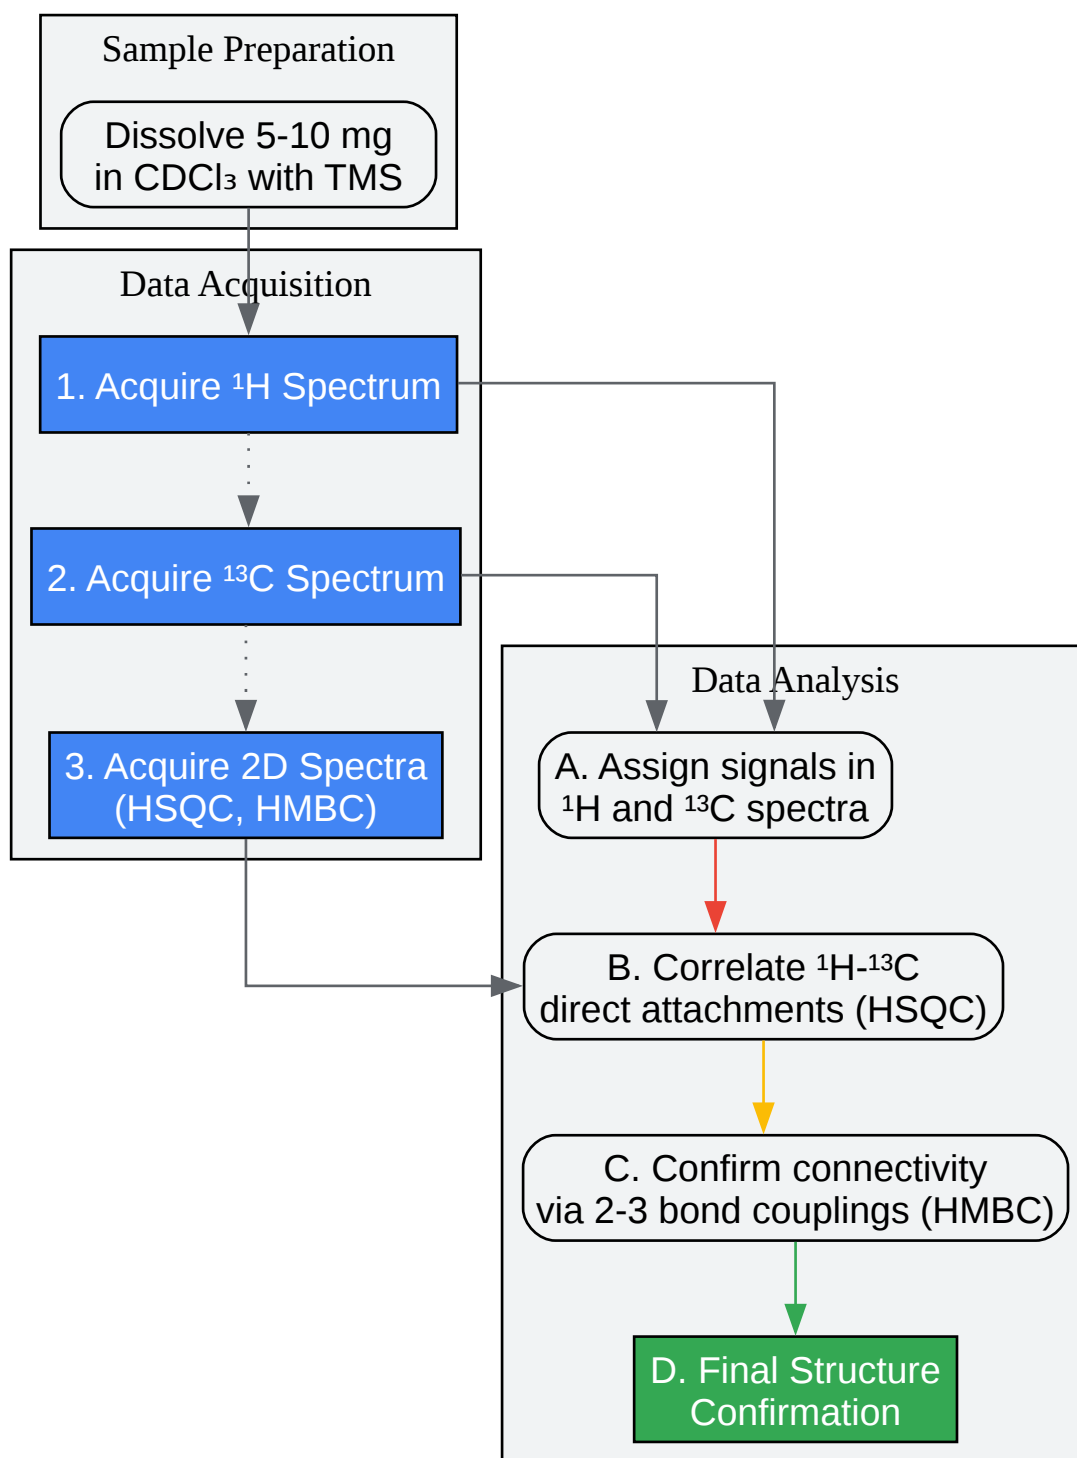 Sample Preparation
Dissolve 5-10 mg
in CDCl₃ with TMS
Data Acquisition
1. Acquire ¹H Spectrum
2. Acquire ¹³C Spectrum
3. Acquire 2D Spectra
(HSQC, HMBC)
Data Analysis
A. Assign signals in
¹H and ¹³C spectra
B. Correlate ¹H-¹³C
direct attachments (HSQC)
C. Confirm connectivity
via 2-3 bond couplings (HMBC)
D. Final Structure
Confirmation